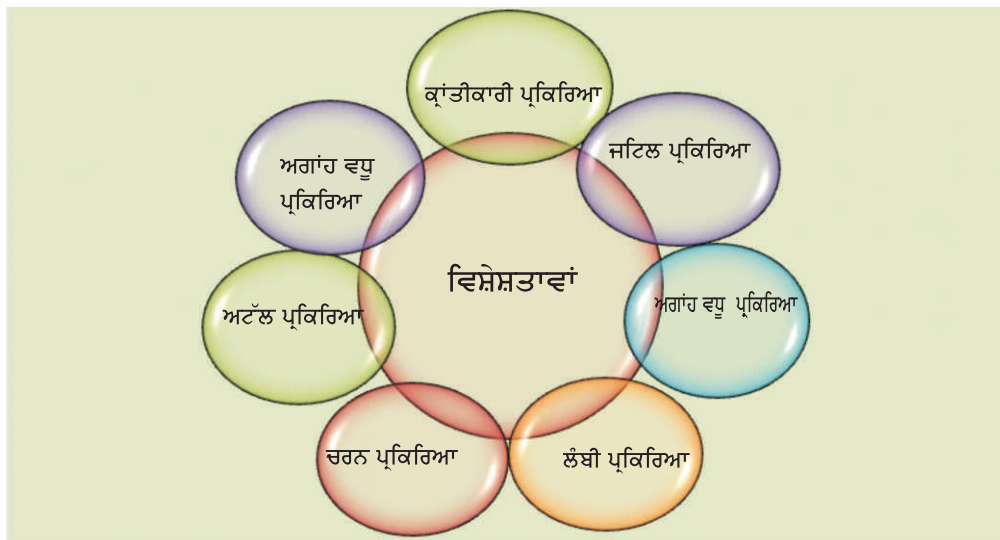 ਕ੍ਰਾਂਤੀਕਾਰੀ ਪ੍ਰਕਿਰਿਆ
ਜਟਿਲ ਪ੍ਰਕਿਰਿਆ
ਅਗਾਂਹ ਵਧੂ
ਪ੍ਰਕਿਰਿਆ
ਵਿਸ਼ੇਸ਼ਤਾਵਾਂ
ਅਗਾਂਹ ਵਧੂ ਪ੍ਰਕਿਰਿਆ
ਅਟੱਲ ਪ੍ਰਕਿਰਿਆ
ਚਰਨ ਪ੍ਰਕਿਰਿਆ
ਲੰਬੀ ਪ੍ਰਕਿਰਿਆ